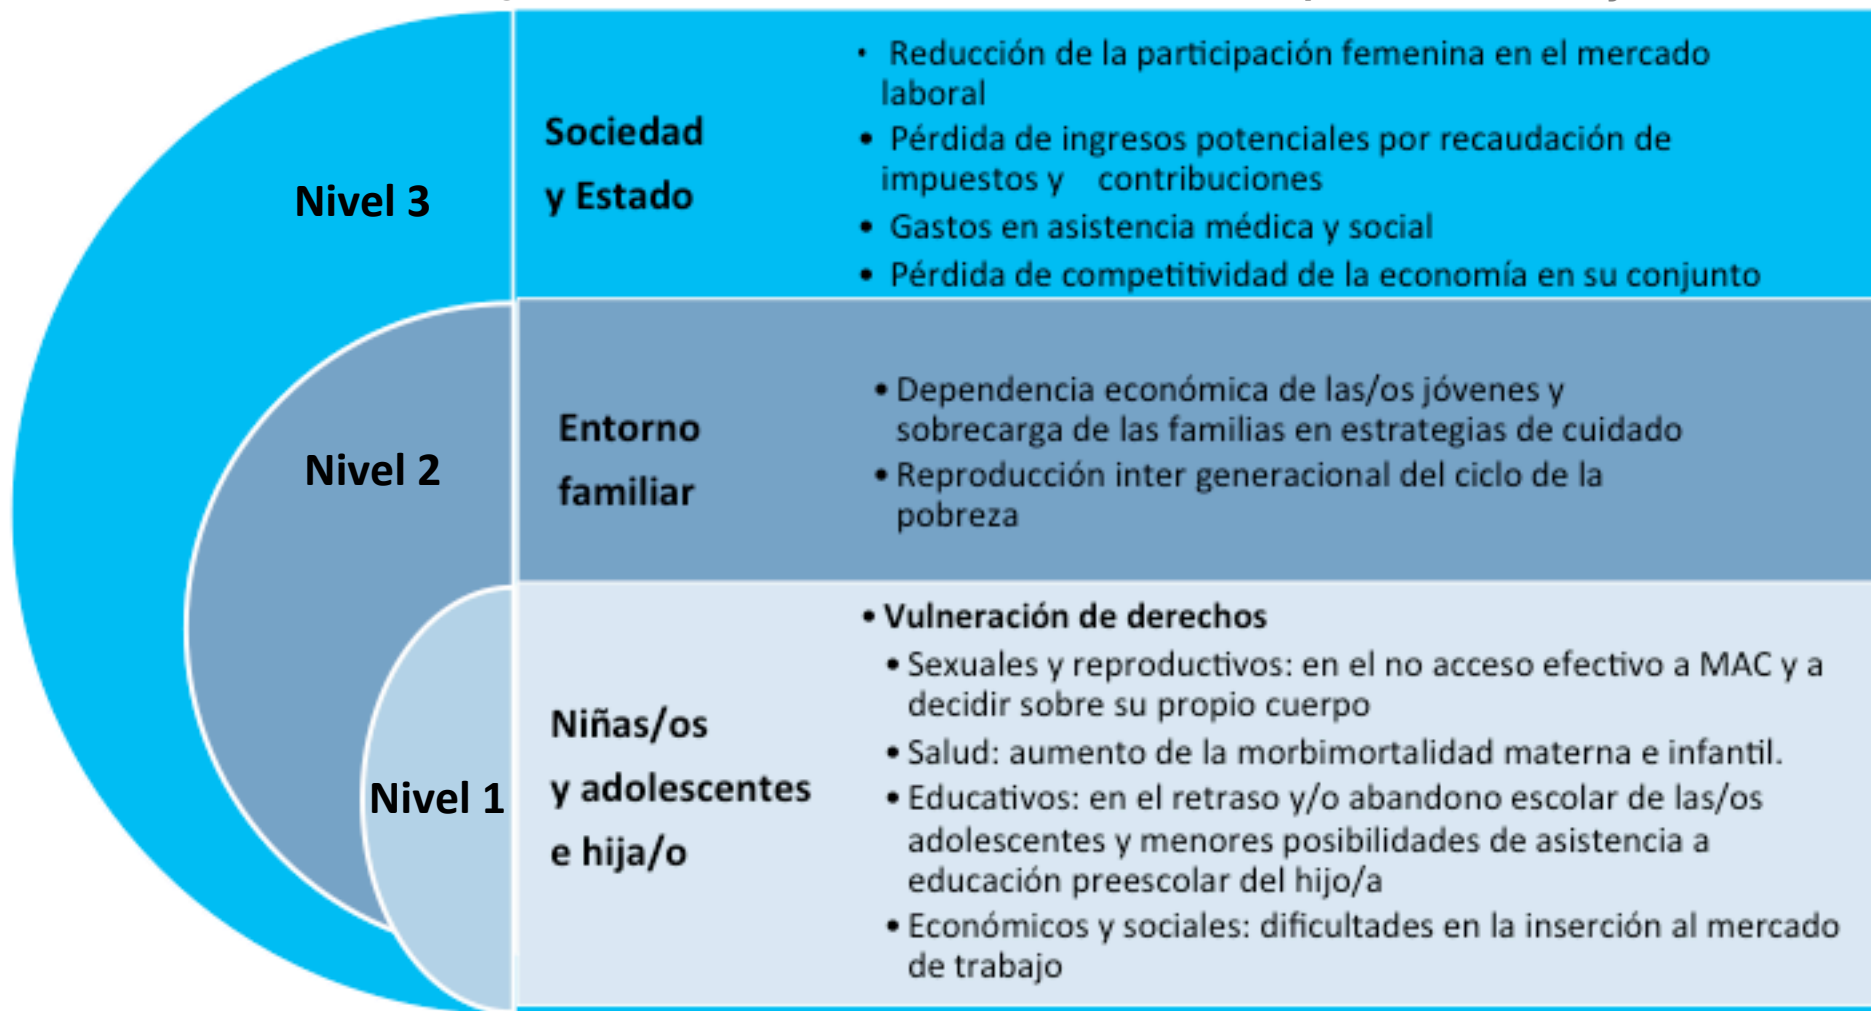 Nivel 3
Sociedad
y Estado
• Reducción de la participación femenina en el mercado
laboral
• Pérdida de ingresos potenciales por recaudación de
impuestos y contribuciones
• Gastos en asistencia médica y social
• Pérdida de competitividad de la economía en su conjunto
Nivel 2
Entorno
familiar
• Dependencia económica de las/os jóvenes y
sobrecarga de las familias en estrategias de cuidado
• Reproducción inter generacional del ciclo de la
pobreza
Nivel 1
Niñas/os
y adolescentes
e hija/o
• Vulneración de derechos
• Sexuales y reproductivos: en el no acceso efectivo a MAC y a
decidir sobre su propio cuerpo
• Salud: aumento de la morbimortalidad materna e infantil.
• Educativos: en el retraso y/o abandono escolar de las/os
adolescentes y menores posibilidades de asistencia a
educación preescolar del hijo/a
• Económicos y sociales: dificultades en la inserción al mercado
de trabajo